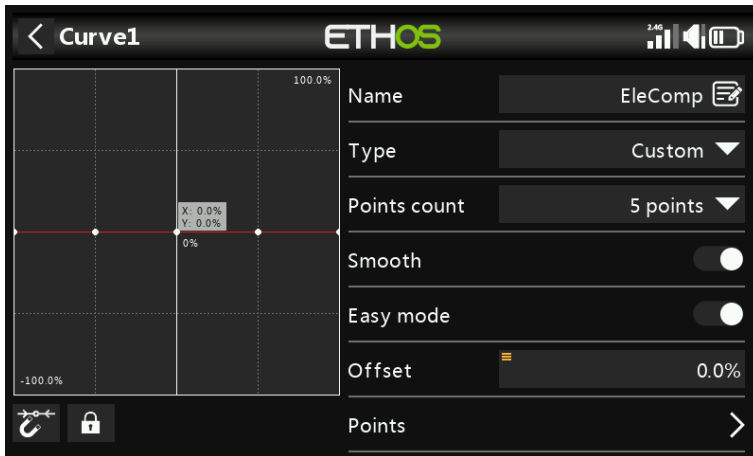 Curve1
ETHOS
2.4G
100.0%
X: 0.0%
Y: 0.0%
0%
-100.0%
Name
EleComp
Type
Custom
Points count
5 points
Smooth
Easy mode
Offset
0.0%
Points